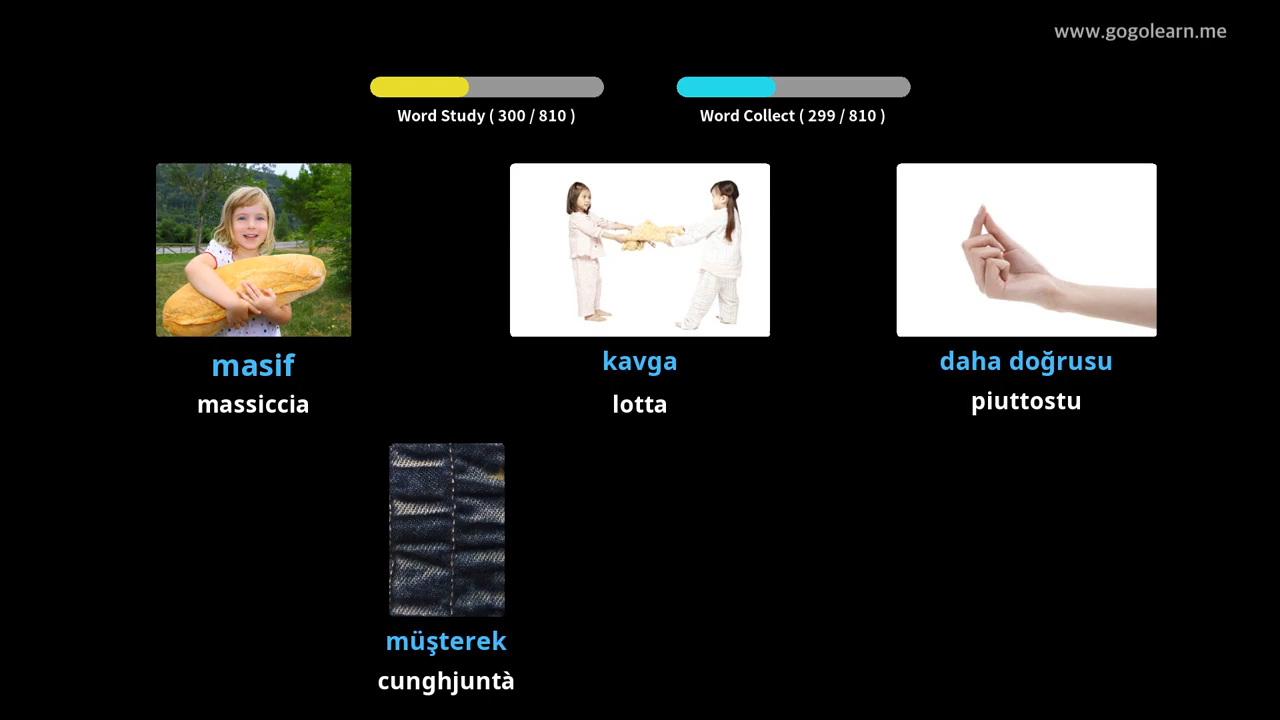 www.gogolearn.me
Word Study ( 300 / 810 )
Word Collect ( 299 / 810 )
masif
massiccia
kavga
lotta
daha doğrusu
piuttostu
müşterek
cunghjuntà